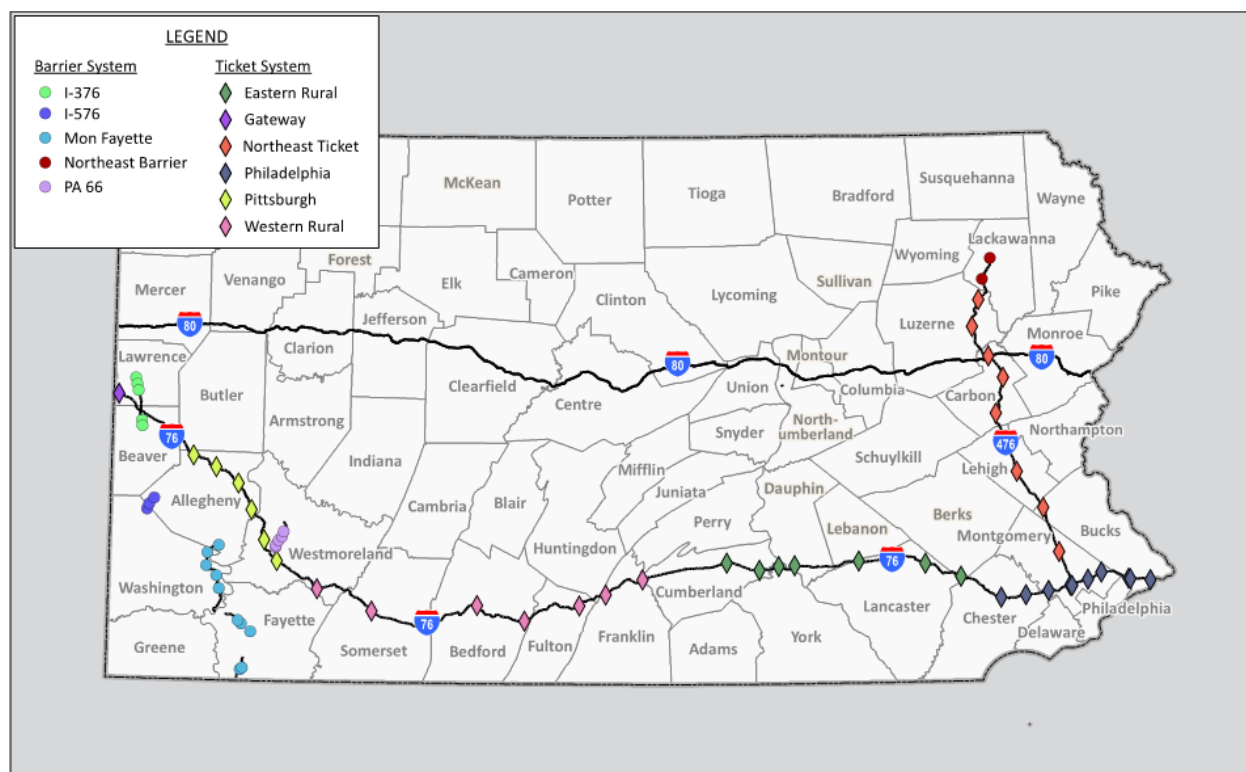 LEGEND
Barrier System
I-376
I-576
Mon Fayette
Northeast Barrier
PA 66
Ticket System
Eastern Rural
Gateway
Northeast Ticket
Philadelphia
Pittsburgh
Western Rural
McKean
Potter
Tioga
Bradford
Susquehanna
Wayne
Forest
Elk
Cameron
Clinton
Lycoming
Sullivan
Wyoming
Lackawanna
Pike
Mercer
Venango
Jefferson
Luzerne
Monroe
80
80
80
Lawrence
Clarion
Clearfield
Centre
Union
Montour
Columbia
Carbon
Butler
Armstrong
Snyder
North-
umberland
Northampton
76
476
Beaver
Indiana
Mifflin
Schuylkill
Lehigh
Allegheny
Cambria
Blair
Juniata
Dauphin
Perry
Lebanon
Berks
Bucks
Montgomery
Westmoreland
Huntingdon
76
Washington
Cumberland
Lancaster
Chester
Philadelphia
Fayette
76
Greene
Somerset
Bedford
Fulton
Franklin
Adams
York
Delaware